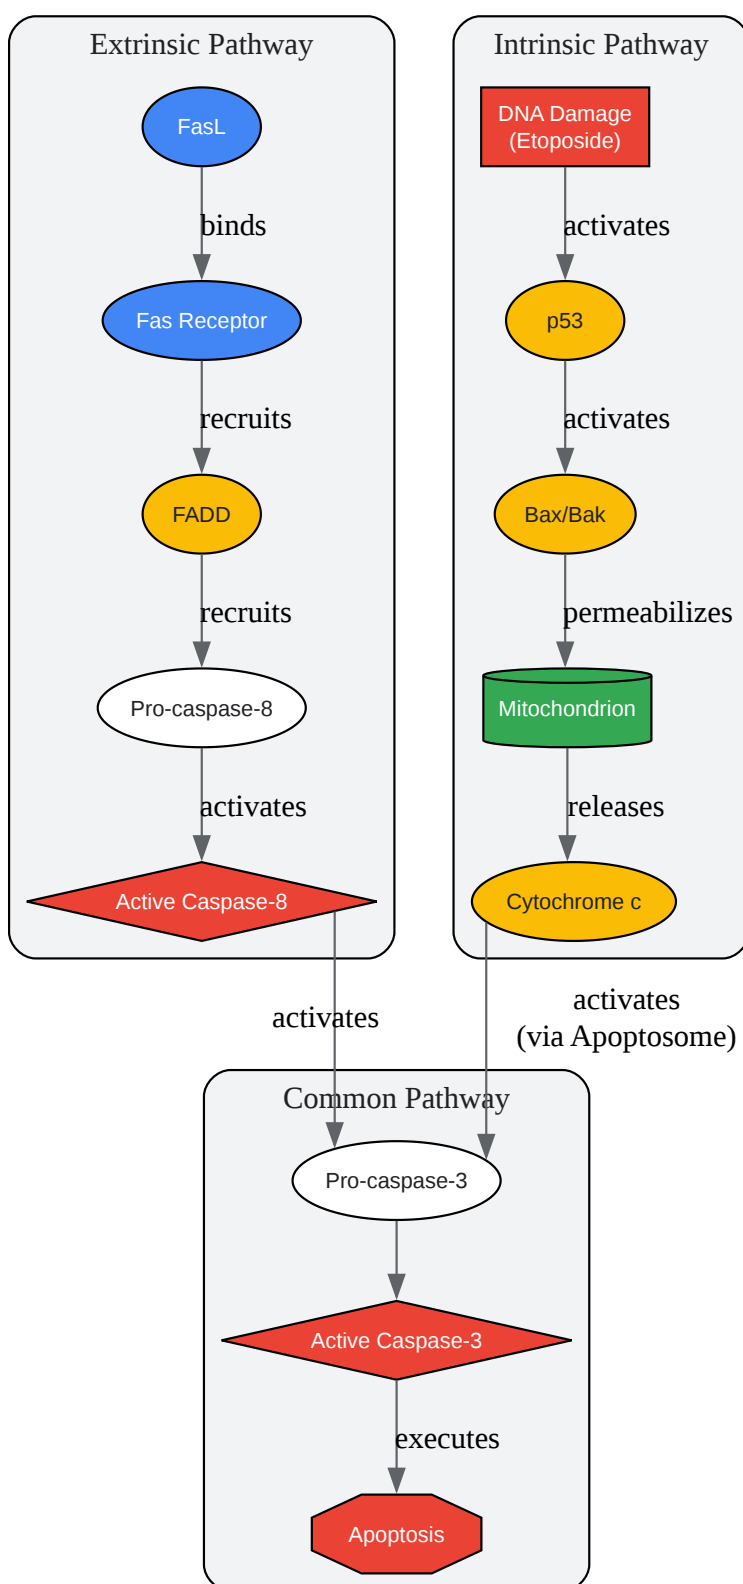 Extrinsic Pathway
FasL
binds
Fas Receptor
recruits
FADD
recruits
Pro-caspase-8
activates
Active Caspase-8
activates
Intrinsic Pathway
DNA Damage
(Etoposide)
activates
p53
activates
Bax/Bak
permeabilizes
Mitochondrion
releases
Cytochrome c
activates
(via Apoptosome)
Common Pathway
Pro-caspase-3
Active Caspase-3
executes
Apoptosis